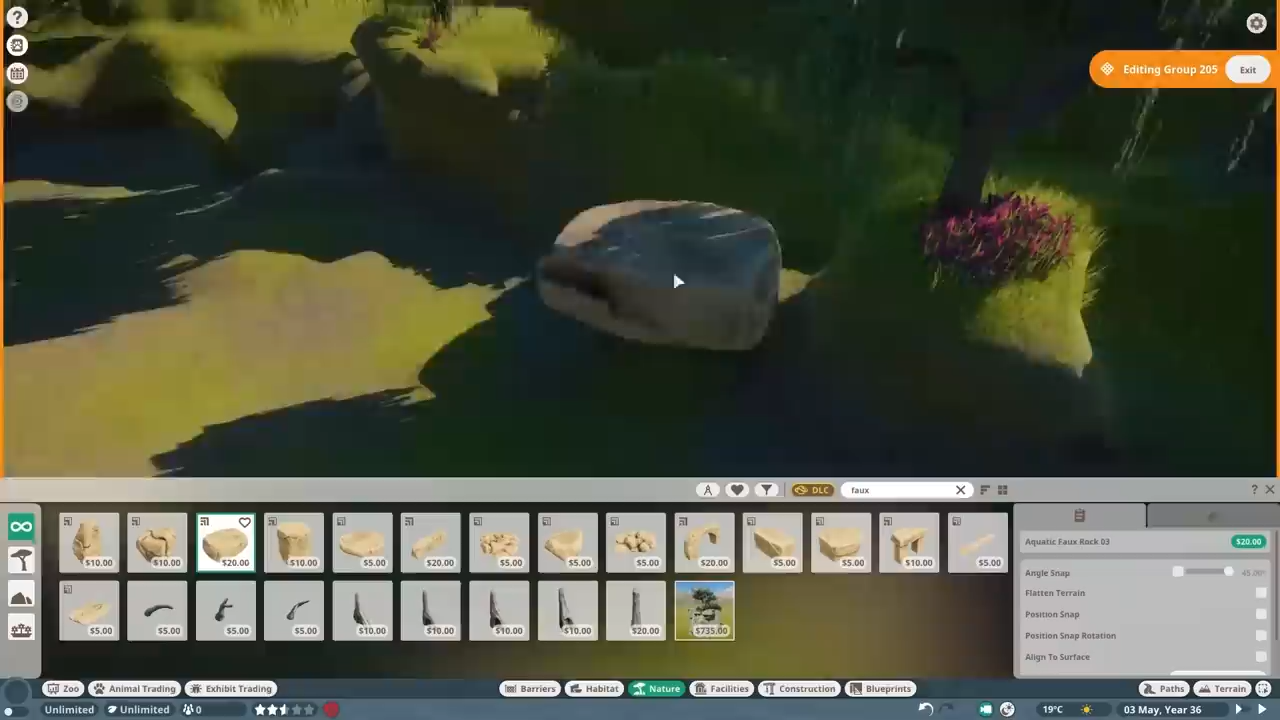 ?
Editing Group 205 Exit
DLC faux
?
$10.00 $10.00 $20.00 $10.00 $5.00 $20.00 $5.00 $5.00 $5.00 $20.00 $5.00 $5.00 $10.00 $5.00
$5.00 $5.00 $5.00 $5.00 $10.00 $10.00 $10.00 $10.00 $20.00 $735.00
Aquatic Faux Rock 03 $20.00
Angle Snap
Flatten Terrain
Position Snap
Position Snap Rotation
Align To Surface
Zoo Animal Trading Exhibit Trading Barriers Habitat Nature Facilities Construction Blueprints Paths Terrain
Unlimited Unlimited 0 19°C 03 May, Year 36